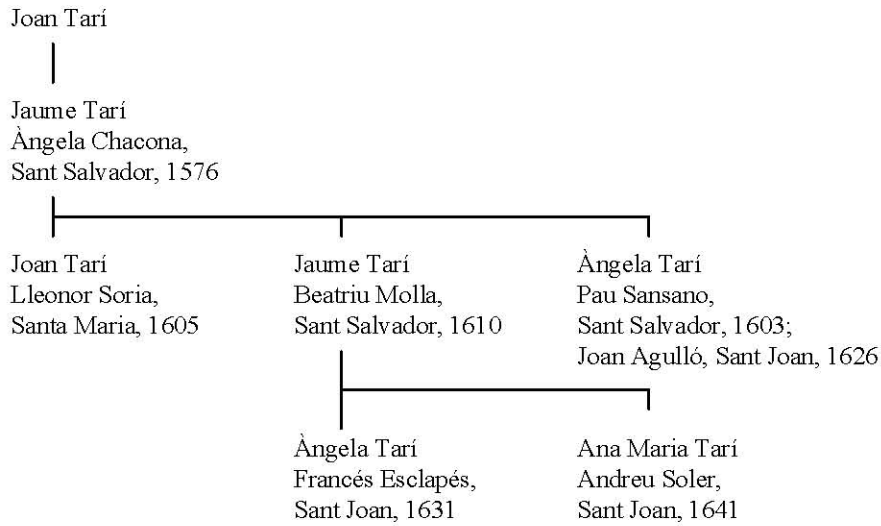 Joan Tarí
Jaume Tarí
Àngela Chacona,
Sant Salvador, 1576
Joan Tarí
Lleonor Soria,
Santa Maria, 1605
Jaume Tarí
Beatriu Molla,
Sant Salvador, 1610
Àngela Tarí
Pau Sansano,
Sant Salvador, 1603;
Joan Agulló, Sant Joan, 1626
Àngela Tarí
Francés Esclapés,
Sant Joan, 1631
Ana Maria Tarí
Andreu Soler,
Sant Joan, 1641